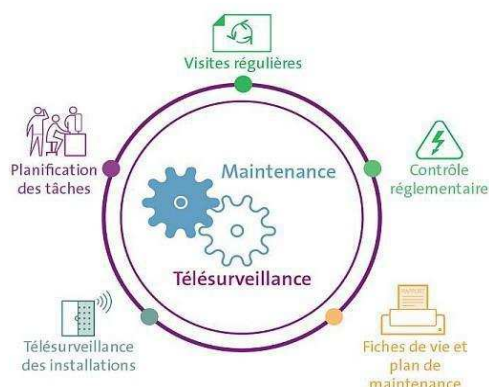 Visites régulières
Planification
des tâches
Maintenance
Contrôle
réglementaire
Télésurveillance
Télésurveillance
des installations
Fiches de vie et
plan de
maintenance